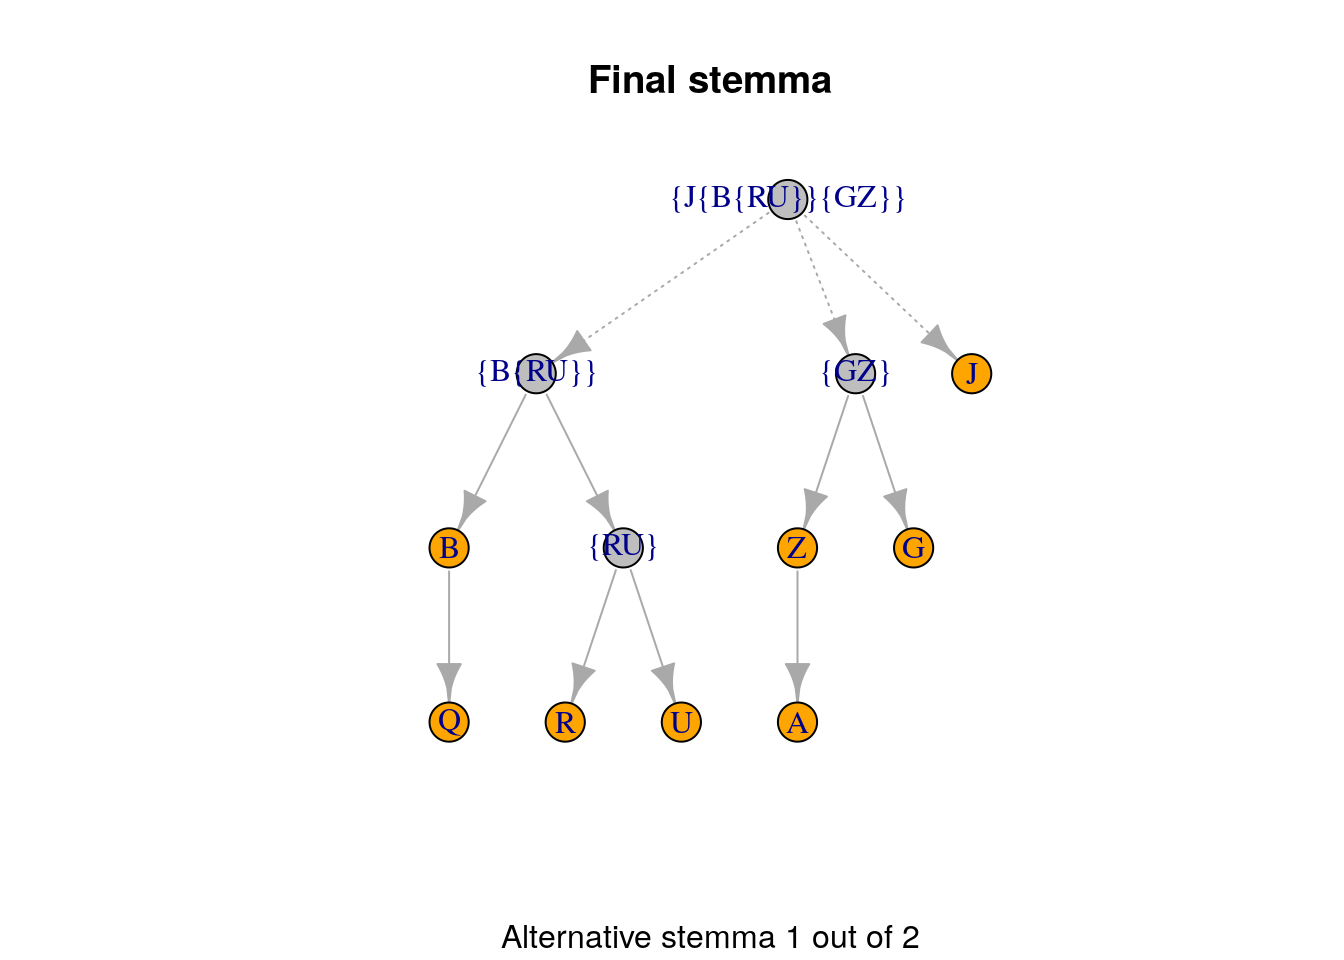 Final stemma
{J{B{RU}}{GZ}}
{B{RU}}
{GZ}
J
B
{RU}
Z
G
Q
R
U
A
Alternative stemma 1 out of 2